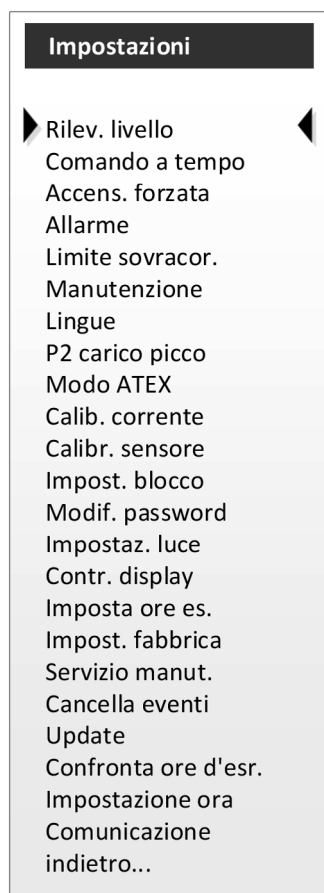 Impostazioni
Rilev. livello
Comando a tempo
Accens. forzata
Allarme
Limite sovracor.
Manutenzione
Lingue
P2 carico picco
Modo ATEX
Calib. corrente
Calibr. sensore
Impost. blocco
Modif. password
Impostaz. luce
Contr. display
Imposta ore es.
Impost. fabbrica
Servizio manut.
Cancella eventi
Update
Confronta ore d'esr.
Impostazione ora
Comunicazione
indietro...